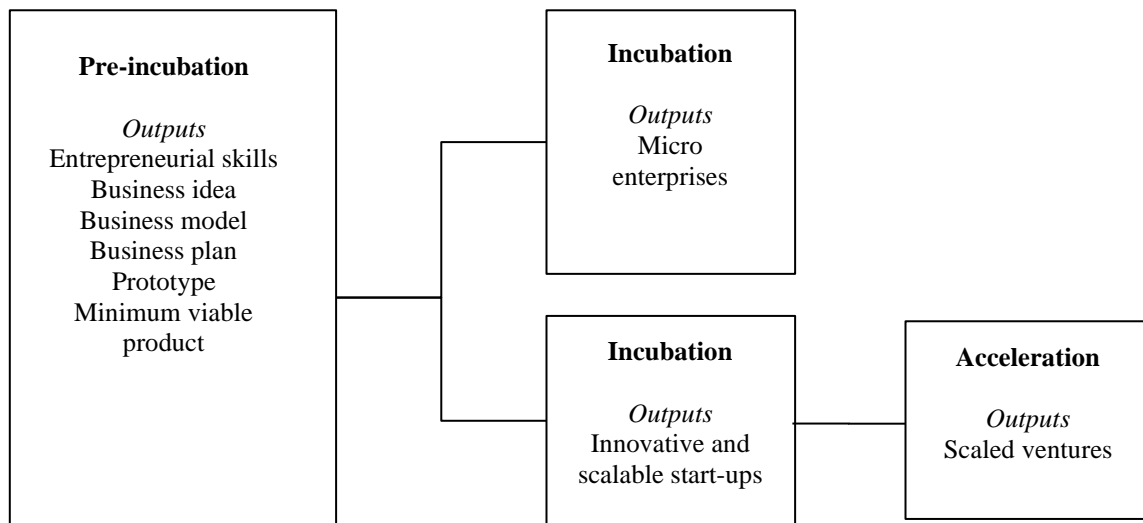 Pre-incubation
Outputs
Entrepreneurial skills
Business idea
Business model
Business plan
Prototype
Minimum viable
product
Incubation
Outputs
Micro
enterprises
Incubation
Outputs
Innovative and
scalable start-ups
Acceleration
Outputs
Scaled ventures